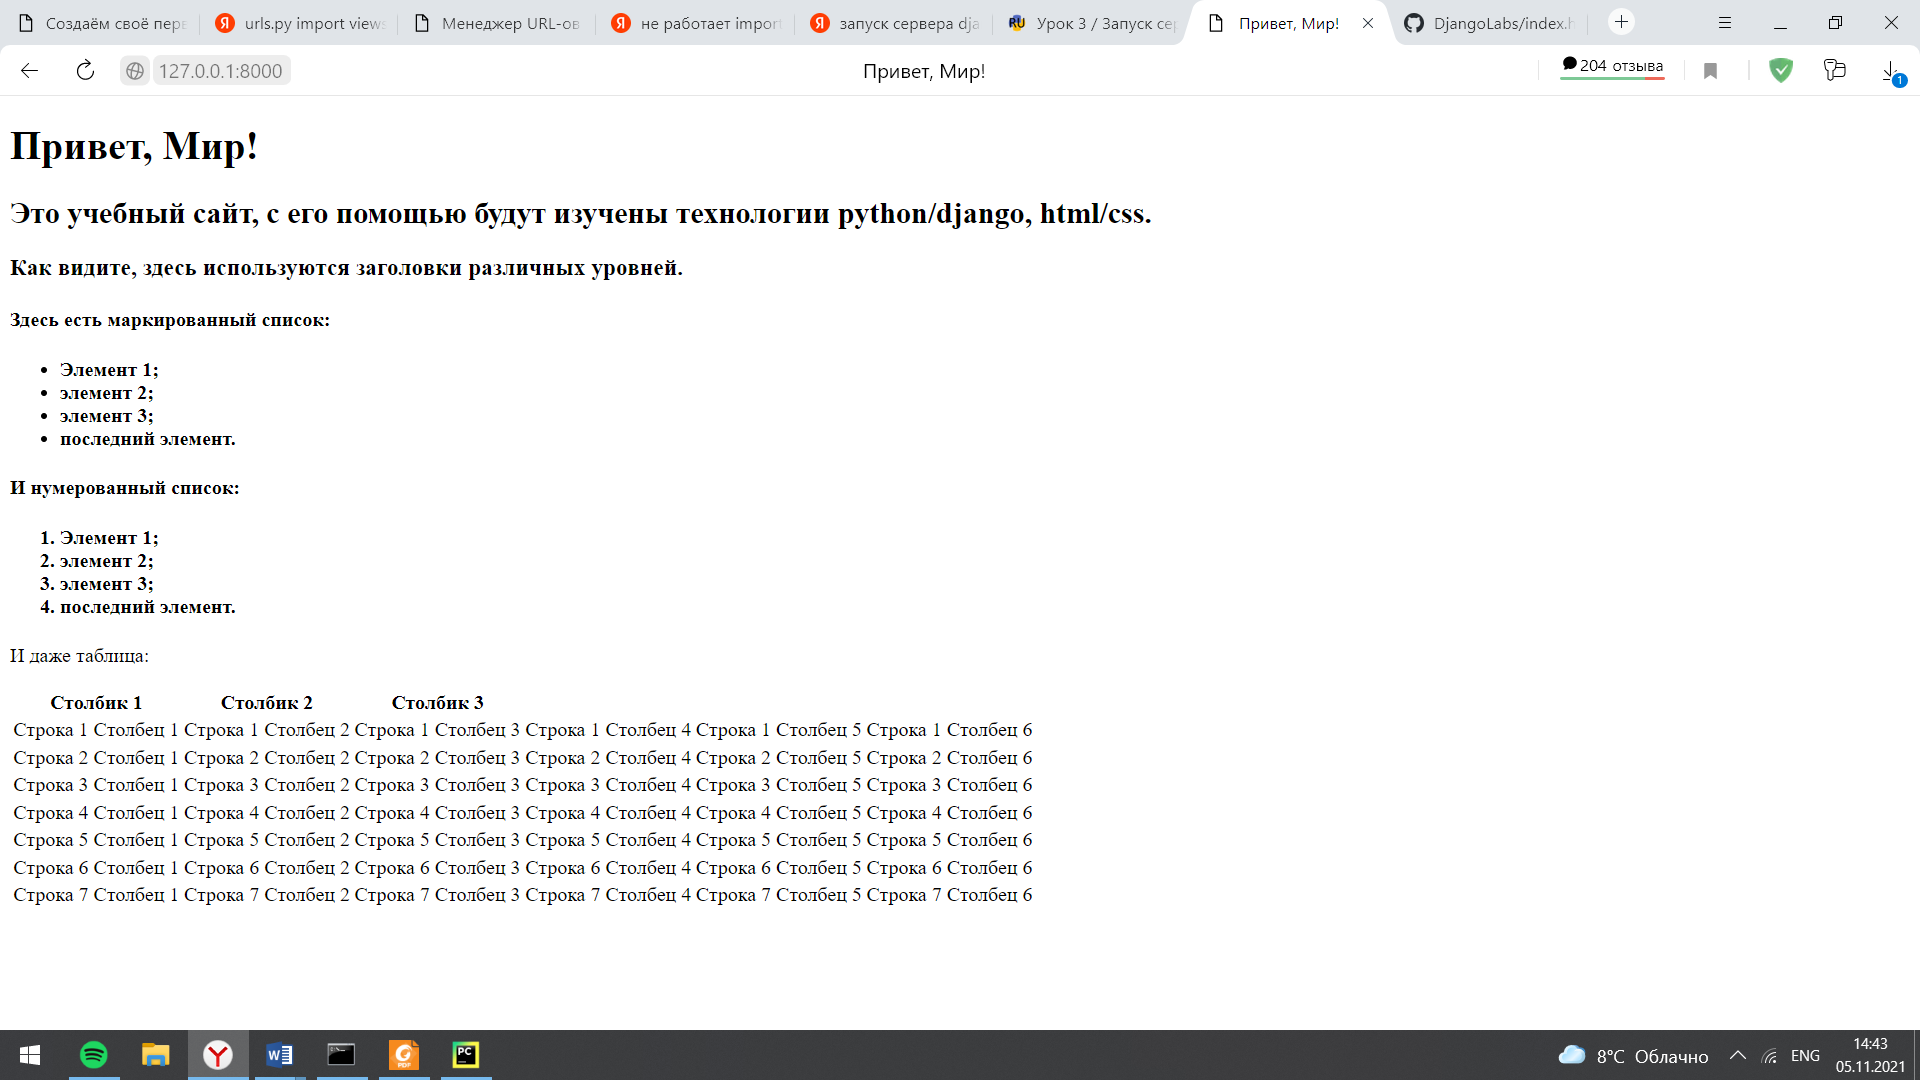 Создаём своё пер
urls.py import view
Менеджер URL-ов
не работает impor
запуск сервера dja
Урок 3 / Запуск се
Привет, Мир!
DjangoLabs/index.h
127.0.0.1:8000
Привет, Мир!
204 отзыва
1
Привет, Мир!
Это учебный сайт, с его помощью будут изучены технологии python/django, html/css.
Как видите, здесь используются заголовки различных уровней.
Здесь есть маркированный список:
• Элемент 1;
• элемент 2;
• элемент 3;
• последний элемент.
И нумерованный список:
1. Элемент 1;
2. элемент 2;
3. элемент 3;
4. последний элемент.
И даже таблица:
Столбик 1 Столбик 2 Столбик 3
Строка 1 Столбец 1 Строка 1 Столбец 2 Строка 1 Столбец 3 Строка 1 Столбец 4 Строка 1 Столбец 5 Строка 1 Столбец 6
Строка 2 Столбец 1 Строка 2 Столбец 2 Строка 2 Столбец 3 Строка 2 Столбец 4 Строка 2 Столбец 5 Строка 2 Столбец 6
Строка 3 Столбец 1 Строка 3 Столбец 2 Строка 3 Столбец 3 Строка 3 Столбец 4 Строка 3 Столбец 5 Строка 3 Столбец 6
Строка 4 Столбец 1 Строка 4 Столбец 2 Строка 4 Столбец 3 Строка 4 Столбец 4 Строка 4 Столбец 5 Строка 4 Столбец 6
Строка 5 Столбец 1 Строка 5 Столбец 2 Строка 5 Столбец 3 Строка 5 Столбец 4 Строка 5 Столбец 5 Строка 5 Столбец 6
Строка 6 Столбец 1 Строка 6 Столбец 2 Строка 6 Столбец 3 Строка 6 Столбец 4 Строка 6 Столбец 5 Строка 6 Столбец 6
Строка 7 Столбец 1 Строка 7 Столбец 2 Строка 7 Столбец 3 Строка 7 Столбец 4 Строка 7 Столбец 5 Строка 7 Столбец 6
8°C Облачно
ENG
14:43
05.11.2021